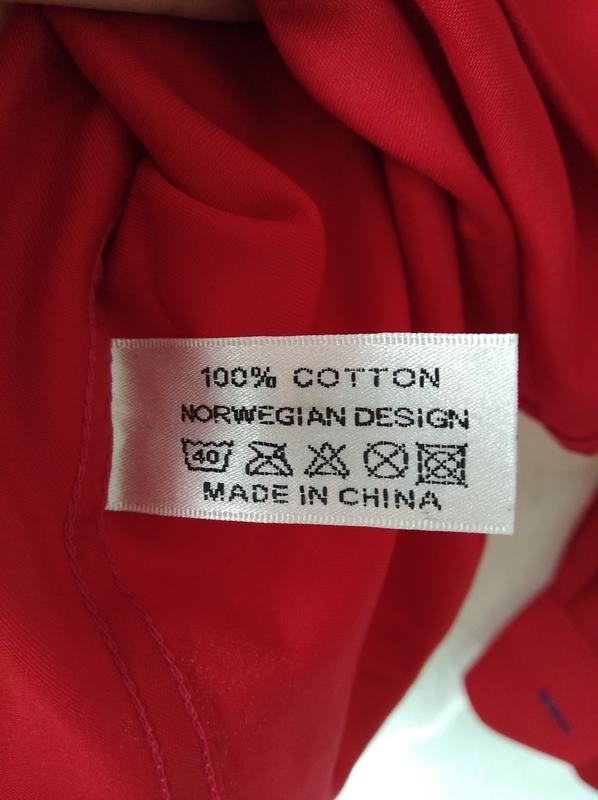 100% COTTON
NORWEGIAN DESIGN
40
MADE IN CHINA